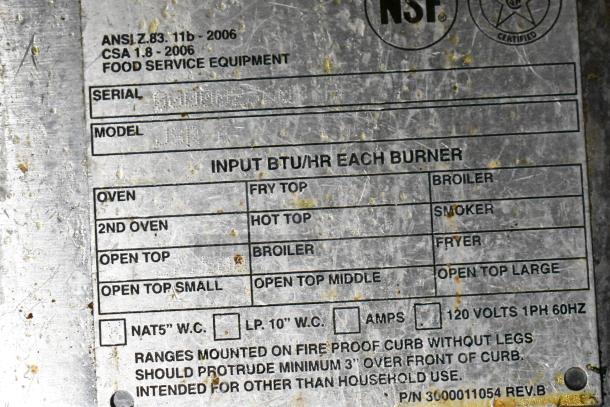 NSF®
CERTIFIED
ANSI.Z.83. 11b - 2006
CSA 1.8 - 2006
FOOD SERVICE EQUIPMENT
SERIAL
MODEL
INPUT BTU/HR EACH BURNER
OVEN FRY TOP BROILER
2ND OVEN HOT TOP SMOKER
OPEN TOP BROILER FRYER
OPEN TOP SMALL OPEN TOP MIDDLE OPEN TOP LARGE
NAT5" W.C. LP. 10" W.C. AMPS 120 VOLTS 1PH 60HZ
RANGES MOUNTED ON FIRE PROOF CURB WITHOUT LEGS
SHOULD PROTRUDE MINIMUM 3" OVER FRONT OF CURB.
INTENDED FOR OTHER THAN HOUSEHOLD USE.
P/N 3000011054 REV.B